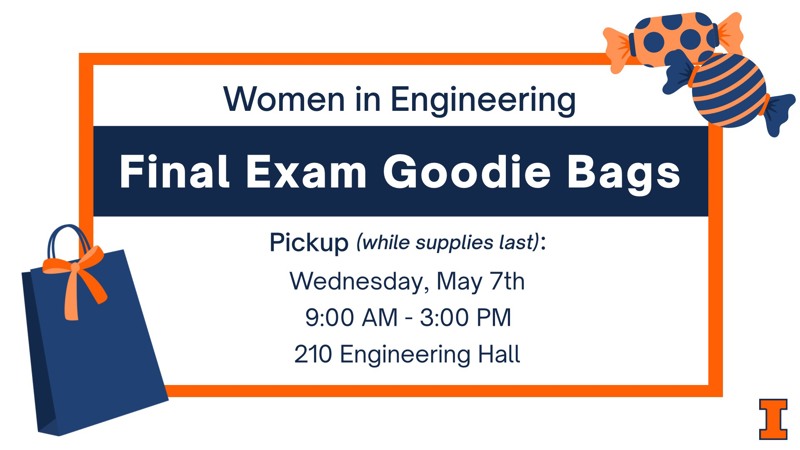 Women in Engineering
Final Exam Goodie Bags
Pickup (while supplies last):
Wednesday, May 7th
9:00 AM - 3:00 PM
210 Engineering Hall
I